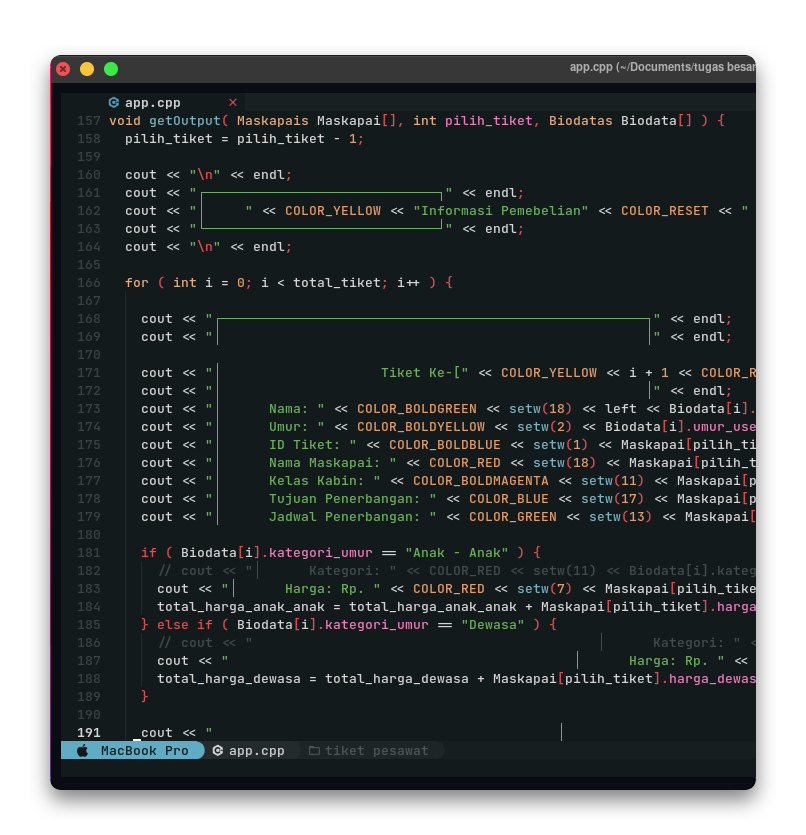 app.cpp (~/Documents/tugas besar
app.cpp ×
157 void getOutput( Maskapais Maskapai[], int pilih_tiket, Biodatas Biodata[] ) {
158   pilih_tiket = pilih_tiket - 1;
159
160   cout << "\n" << endl;
161   cout << "┌──────────────────────────────┐" << endl;
162   cout << "│     " << COLOR_YELLOW << "Informasi Pemebelian" << COLOR_RESET << "
163   cout << "└──────────────────────────────┘" << endl;
164   cout << "\n" << endl;
165
166   for ( int i = 0; i < total_tiket; i++ ) {
167
168     cout << "┌──────────────────────────────────────────────────────┐" << endl;
169     cout << "│                                                      │" << endl;
170
171     cout << "│                    Tiket Ke-[" << COLOR_YELLOW << i + 1 << COLOR_R
172     cout << "│                                                      │" << endl;
173     cout << "│      Nama: " << COLOR_BOLDGREEN << setw(18) << left << Biodata[i].
174     cout << "│      Umur: " << COLOR_BOLDYELLOW << setw(2) << Biodata[i].umur_use
175     cout << "│      ID Tiket: " << COLOR_BOLDBLUE << setw(1) << Maskapai[pilih_ti
176     cout << "│      Nama Maskapai: " << COLOR_RED << setw(18) << Maskapai[pilih_t
177     cout << "│      Kelas Kabin: " << COLOR_BOLDMAGENTA << setw(11) << Maskapai[p
178     cout << "│      Tujuan Penerbangan: " << COLOR_BLUE << setw(17) << Maskapai[p
179     cout << "│      Jadwal Penerbangan: " << COLOR_GREEN << setw(13) << Maskapai[
180
181     if ( Biodata[i].kategori_umur == "Anak - Anak" ) {
182       // cout << "│      Kategori: " << COLOR_RED << setw(11) << Biodata[i].kateg
183       cout << "│      Harga: Rp. " << COLOR_RED << setw(7) << Maskapai[pilih_tike
184       total_harga_anak_anak = total_harga_anak_anak + Maskapai[pilih_tiket].harga
185     } else if ( Biodata[i].kategori_umur == "Dewasa" ) {
186       // cout << "                                           │      Kategori: " <
187       cout << "                                           │      Harga: Rp. " <<
188       total_harga_dewasa = total_harga_dewasa + Maskapai[pilih_tiket].harga_dewas
189     }
190
191     cout << "                                           │
MacBook Pro app.cpp tiket pesawat